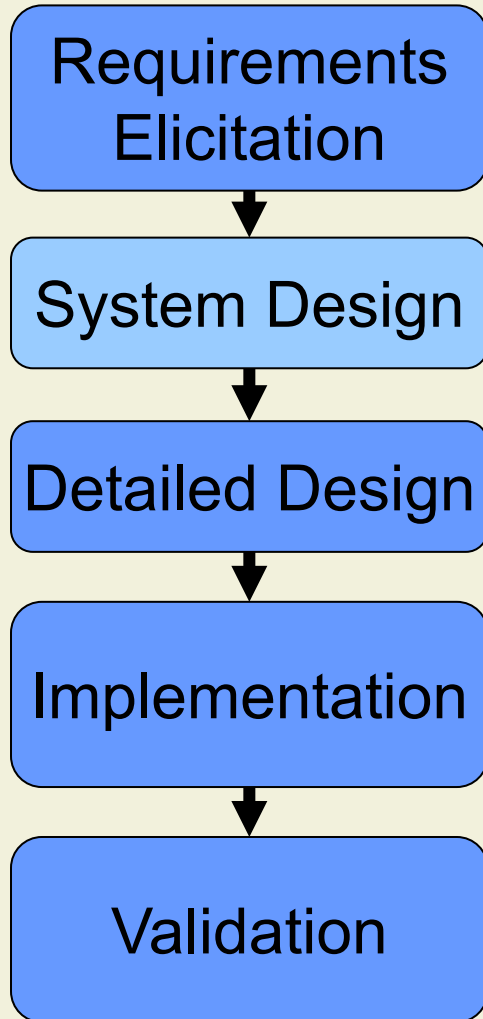 Requirements
Elicitation
System Design
Detailed Design
Implementation
Validation